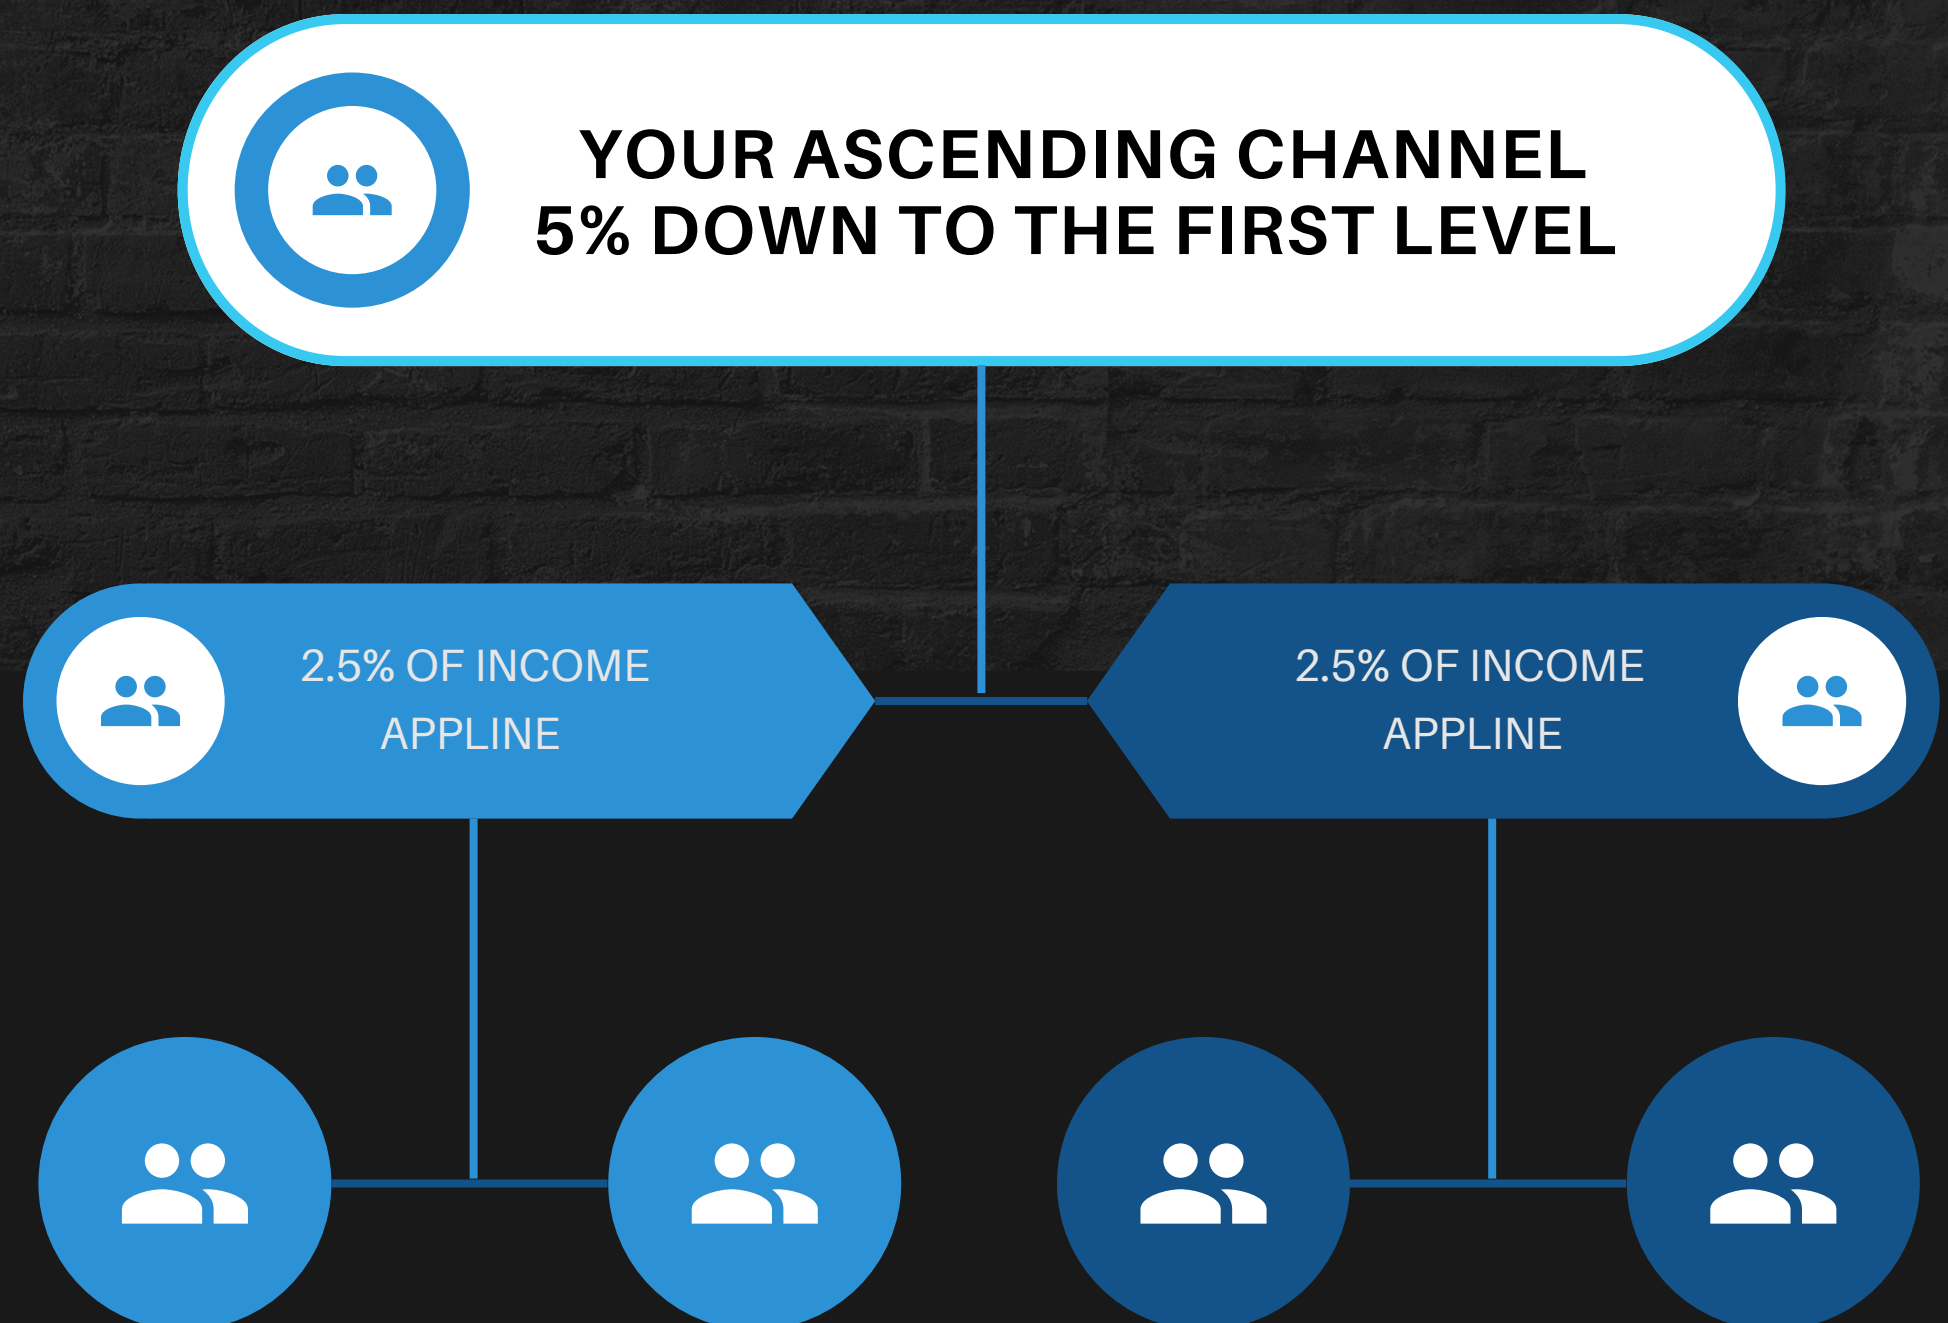 YOUR ASCENDING CHANNEL
5% DOWN TO THE FIRST LEVEL
2.5% OF INCOME
APPLINE
2.5% OF INCOME
APPLINE